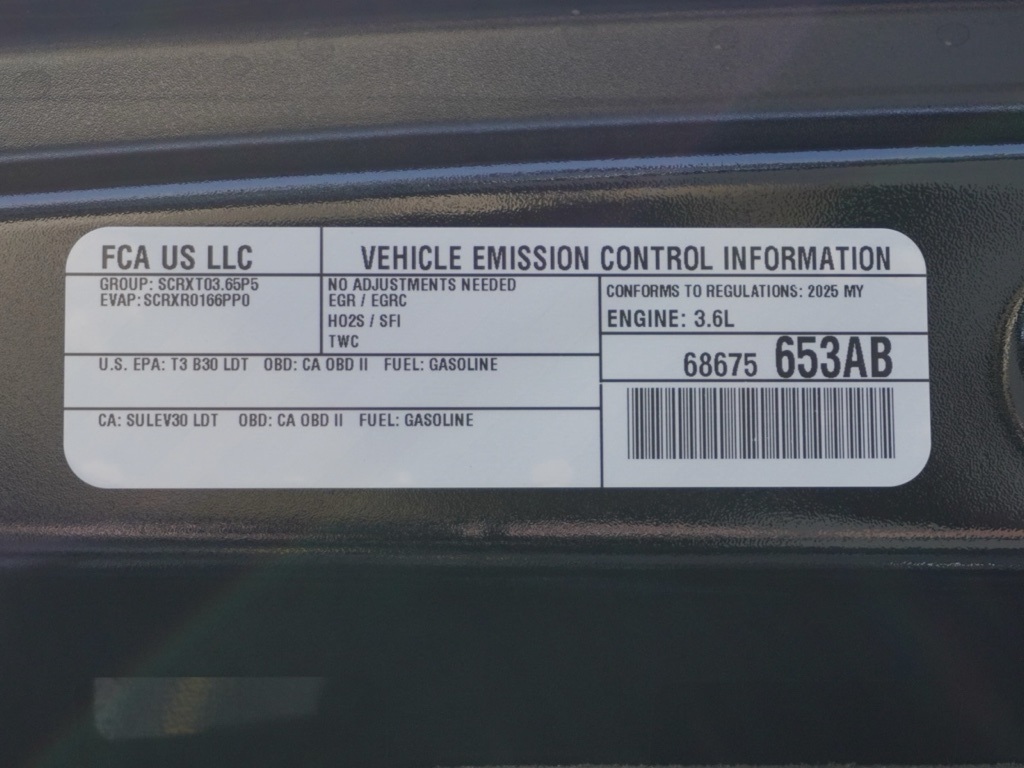 FCA US LLC
VEHICLE EMISSION CONTROL INFORMATION
GROUP: SCRXT03.65P5
EVAP: SCRXR0166PP0
NO ADJUSTMENTS NEEDED
EGR / EGRC
HO2S / SFI
TWC
CONFORMS TO REGULATIONS: 2025 MY
ENGINE: 3.6L
68675 653AB
U.S. EPA: T3 B30 LDT OBD: CA OBD II FUEL: GASOLINE
CA: SULEV30 LDT OBD: CA OBD II FUEL: GASOLINE